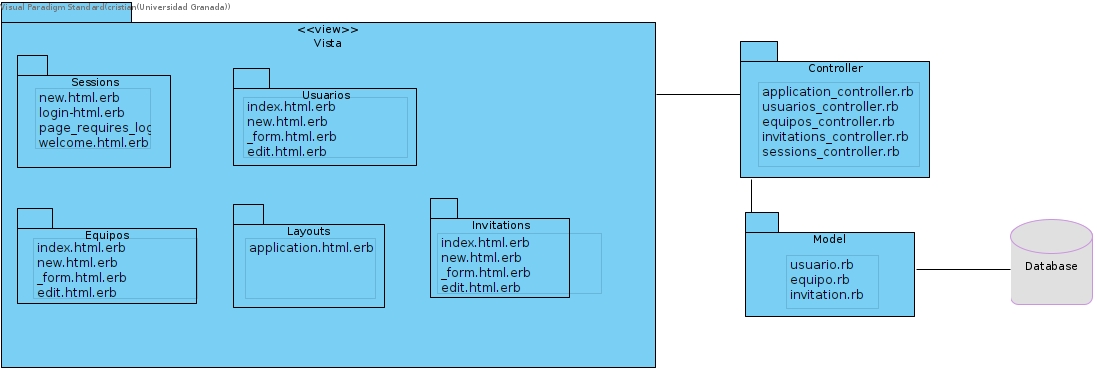 Visual Paradigm Standard(cristian(Universidad Granada))
<<view>>
Vista
Sessions
new.html.erb
login-html.erb
page_requires_log
welcome.html.erb
Usuarios
index.html.erb
new.html.erb
_form.html.erb
edit.html.erb
Equipos
index.html.erb
new.html.erb
_form.html.erb
edit.html.erb
Layouts
application.html.erb
Invitations
index.html.erb
new.html.erb
_form.html.erb
edit.html.erb
Controller
application_controller.rb
usuarios_controller.rb
equipos_controller.rb
invitations_controller.rb
sessions_controller.rb
Model
usuario.rb
equipo.rb
invitation.rb
Database